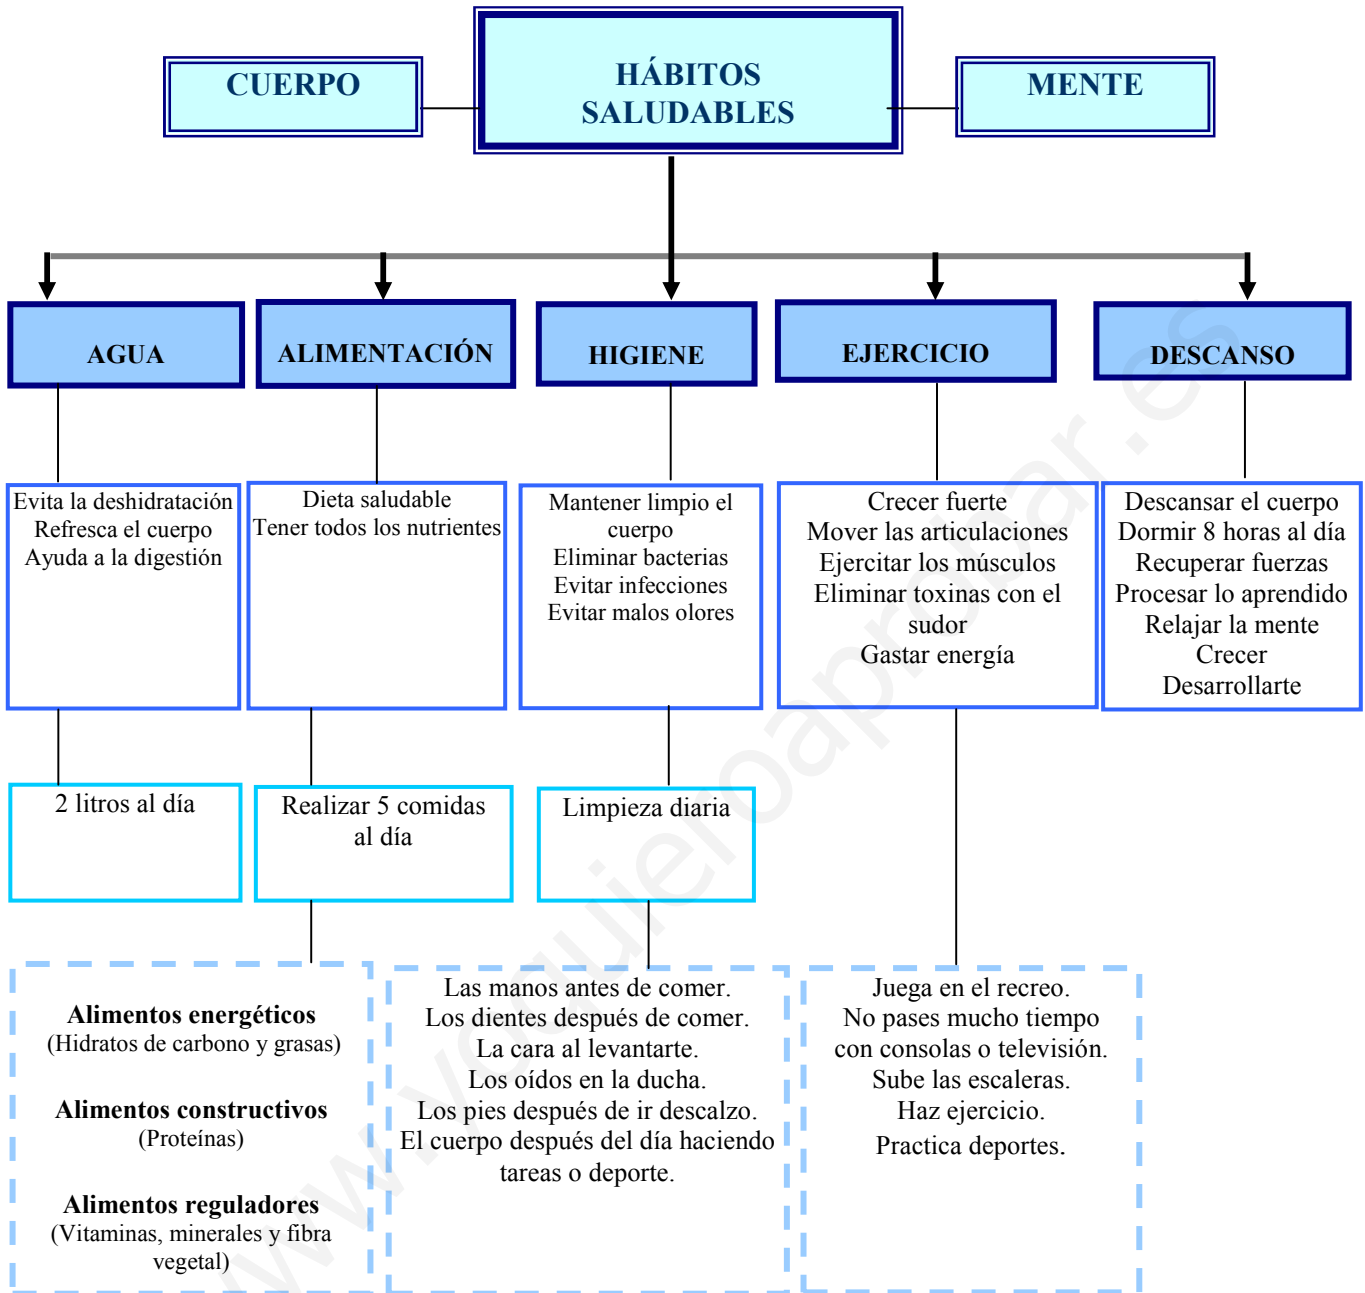 CUERPO
HÁBITOS
SALUDABLES
MENTE
AGUA
ALIMENTACIÓN
HIGIENE
EJERCICIO
DESCANSO
Evita la deshidratación
Refresca el cuerpo
Ayuda a la digestión
Dieta saludable
Tener todos los nutrientes
Mantener limpio el
cuerpo
Eliminar bacterias
Evitar infecciones
Evitar malos olores
Crecer fuerte
Mover las articulaciones
Ejercitar los músculos
Eliminar toxinas con el
sudor
Gastar energía
Descansar el cuerpo
Dormir 8 horas al día
Recuperar fuerzas
Procesar lo aprendido
Relajar la mente
Crecer
Desarrollarte
2 litros al día
Realizar 5 comidas
al día
Limpieza diaria
Alimentos energéticos
(Hidratos de carbono y grasas)
Alimentos constructivos
(Proteínas)
Alimentos reguladores
(Vitaminas, minerales y fibra
vegetal)
Las manos antes de comer.
Los dientes después de comer.
La cara al levantarte.
Los oídos en la ducha.
Los pies después de ir descalzo.
El cuerpo después del día haciendo
tareas o deporte.
Juega en el recreo.
No pases mucho tiempo
con consolas o televisión.
Sube las escaleras.
Haz ejercicio.
Practica deportes.
www.yoquieroaprobar.es